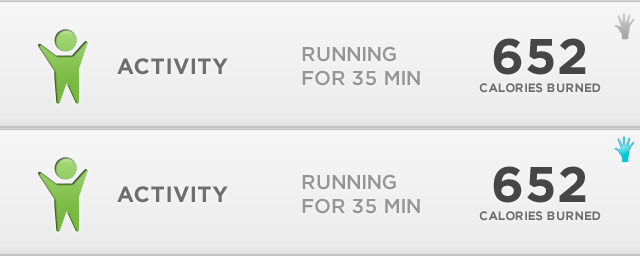 ACTIVITY
RUNNING
FOR 35 MIN
652
CALORIES BURNED
ACTIVITY
RUNNING
FOR 35 MIN
652
CALORIES BURNED